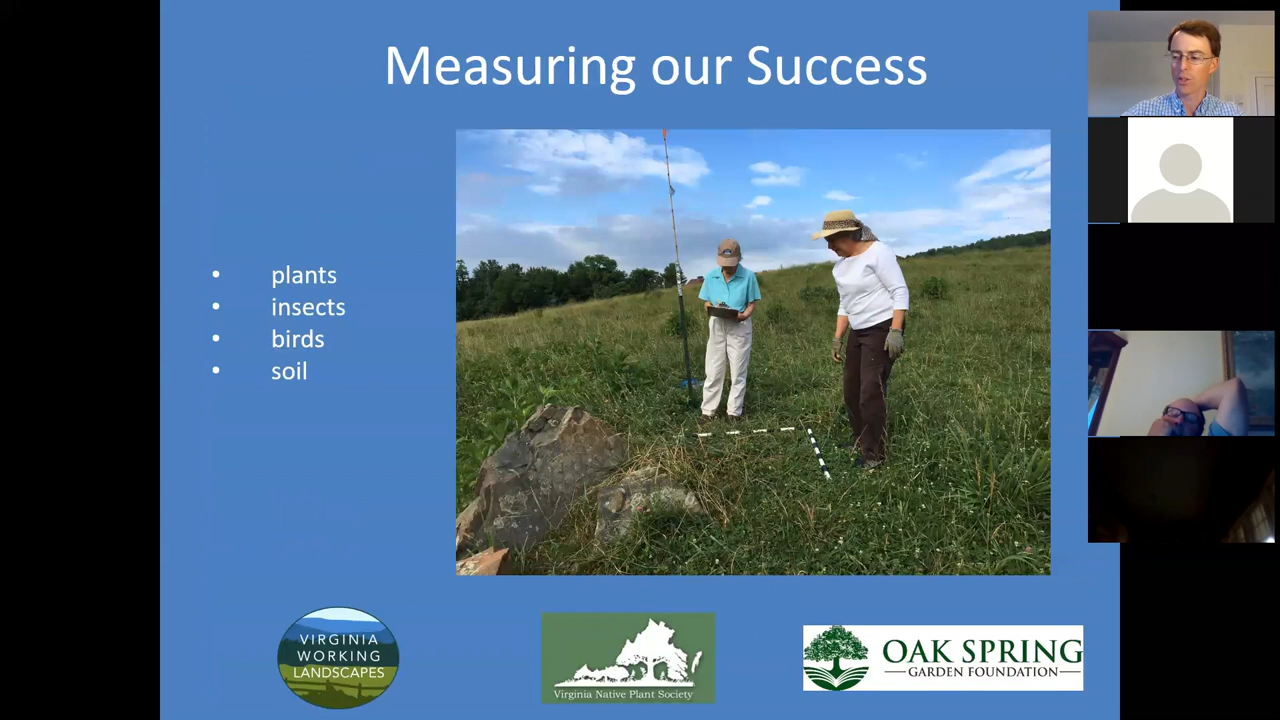 Measuring our Success
• plants
• insects
• birds
• soil
VIRGINIA
WORKING
LANDSCAPES
Virginia Native Plant Society
OAK SPRING
GARDEN FOUNDATION